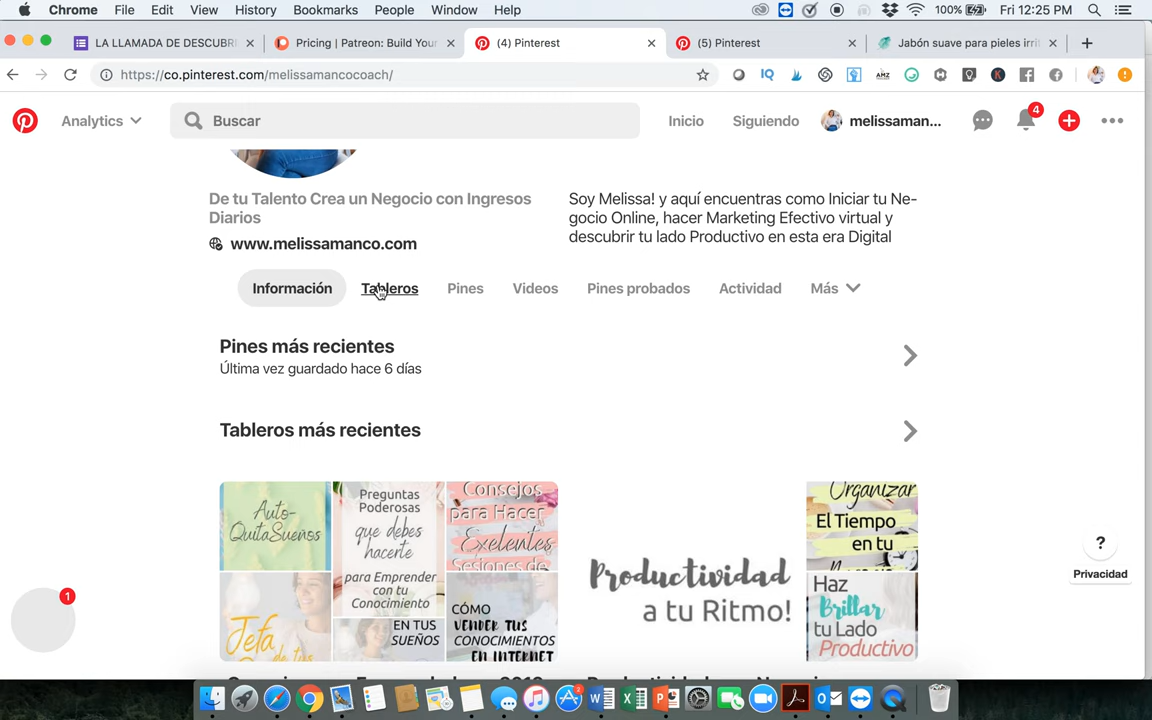 Chrome File Edit View History Bookmarks People Window Help 100% Fri 12:25 PM
LA LLAMADA DE DESCUBRI Pricing | Patreon: Build Your (4) Pinterest (5) Pinterest Jabón suave para pieles irrit
https://co.pinterest.com/melissamancocoach/
Analytics Buscar Inicio Siguiendo melissaman... 4
De tu Talento Crea un Negocio con Ingresos
Diarios
www.melissamanco.com
Soy Melissa! y aquí encuentras como Iniciar tu Ne-
gocio Online, hacer Marketing Efectivo virtual y
descubrir tu lado Productivo en esta era Digital
Información Tableros Pines Videos Pines probados Actividad Más
Pines más recientes
Última vez guardado hace 6 días
Tableros más recientes
Auto-
QuitaSueños
Jefa
Preguntas
Poderosas
que debes
hacerte
para Emprender
con tu
Conocimiento
EN TUS
SUEÑOS
Consejos
para Hacer
Exelentes
Sesiones de
CÓMO
VENDER TUS
CONOCIMIENTOS
EN INTERNET
Productividad
a tu Ritmo!
Organizar
El Tiempo
en tu
Haz
Brillar
tu Lado
Productivo
?
Privacidad
1